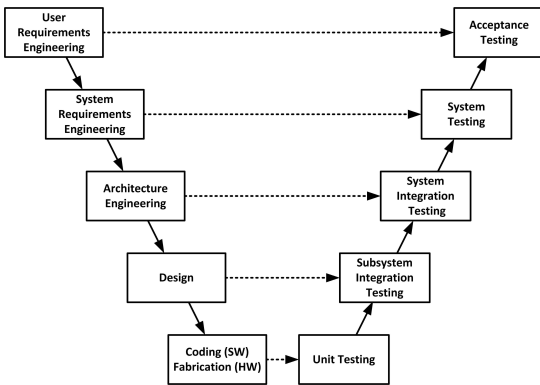 User
Requirements
Engineering
Acceptance
Testing
System
Requirements
Engineering
System
Testing
Architecture
Engineering
System
Integration
Testing
Design
Subsystem
Integration
Testing
Coding (SW)
Fabrication (HW)
Unit Testing